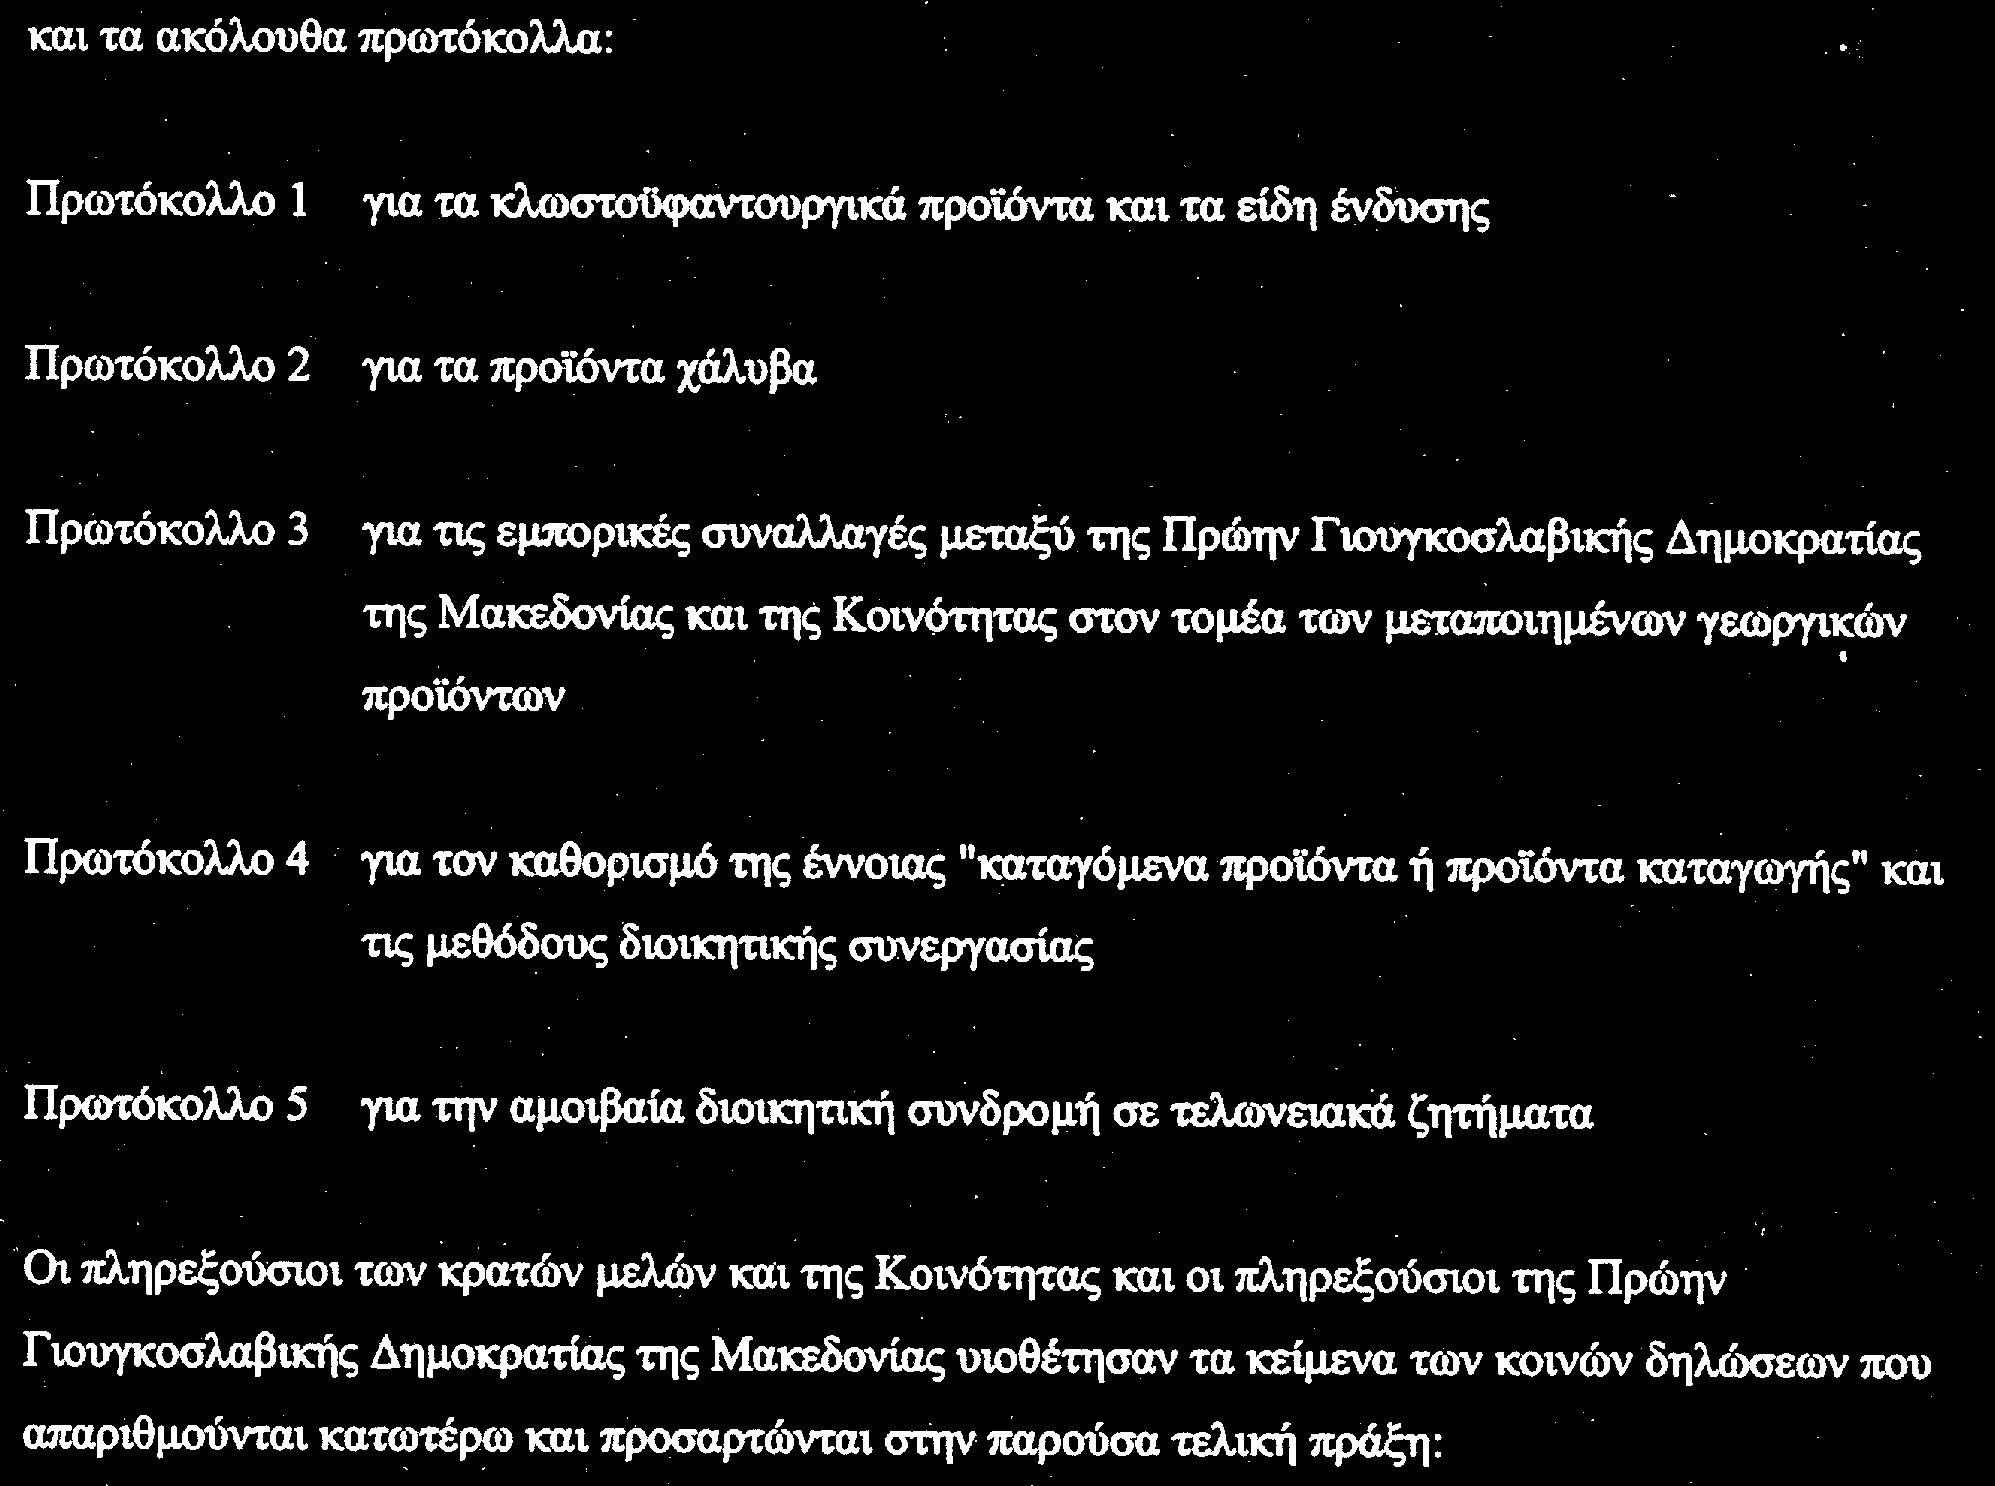 και τα ακόλουθα πρωτόκολλα:
Πρωτόκολλο 1 για τα κλωστοϋφαντουργικά προϊόντα και τα είδη ένδυσης
Πρωτόκολλο 2 για τα προϊόντα χάλυβα
Πρωτόκολλο 3 για τις εμπορικές συναλλαγές μεταξύ της Πρώην Γιουγκοσλαβικής Δημοκρατίας
της Μακεδονίας και της Κοινότητας στον τομέα των μεταποιημένων γεωργικών
προϊόντων
Πρωτόκολλο 4 για τον καθορισμό της έννοιας "καταγόμενα προϊόντα ή προϊόντα καταγωγής" και
τις μεθόδους διοικητικής συνεργασίας
Πρωτόκολλο 5 για την αμοιβαία διοικητική συνδρομή σε τελωνειακά ζητήματα
Οι πληρεξούσιοι των κρατών μελών και της Κοινότητας και οι πληρεξούσιοι της Πρώην
Γιουγκοσλαβικής Δημοκρατίας της Μακεδονίας υιοθέτησαν τα κείμενα των κοινών δηλώσεων που
απαριθμούνται κατωτέρω και προσαρτώνται στην παρούσα τελική πράξη: